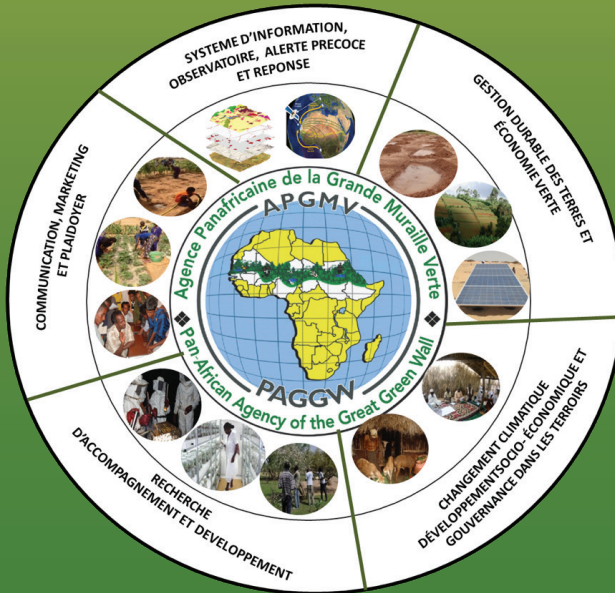 SYSTEME D'INFORMATION,
OBSERVATOIRE, ALERTE PRECOCE
ET REPONSE
GESTION DURABLE DES TERRES ET
ÉCONOMIE VERTE
CHANGEMENT CLIMATIQUE
DÉVELOPPEMENTSOCIO- ÉCONOMIQUE ET
GOUVERNANCE DANS LES TERROIRS
RECHERCHE
D'ACCOMPAGNEMENT ET DEVELOPPEMENT
COMMUNICATION, MARKETING
ET PLAIDOYER
Agence Panafricaine de la Grande Muraille Verte
APGMV
PAGGW
Pan-African Agency of the Great Green Wall